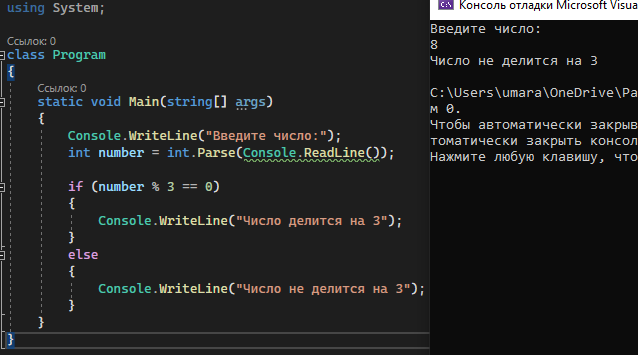 using System;
Ссылок: 0
class Program
{
Ссылок: 0
static void Main(string[] args)
{
Console.WriteLine("Введите число:");
int number = int.Parse(Console.ReadLine());
if (number % 3 == 0)
{
Console.WriteLine("Число делится на 3");
}
else
{
Console.WriteLine("Число не делится на 3");
}
}
}
Консоль отладки Microsoft Visua
Введите число:
8
Число не делится на 3
C:\Users\umara\OneDrive\Pa
м 0.
Чтобы автоматически закрыв
томатически закрыть консол
Нажмите любую клавишу, что